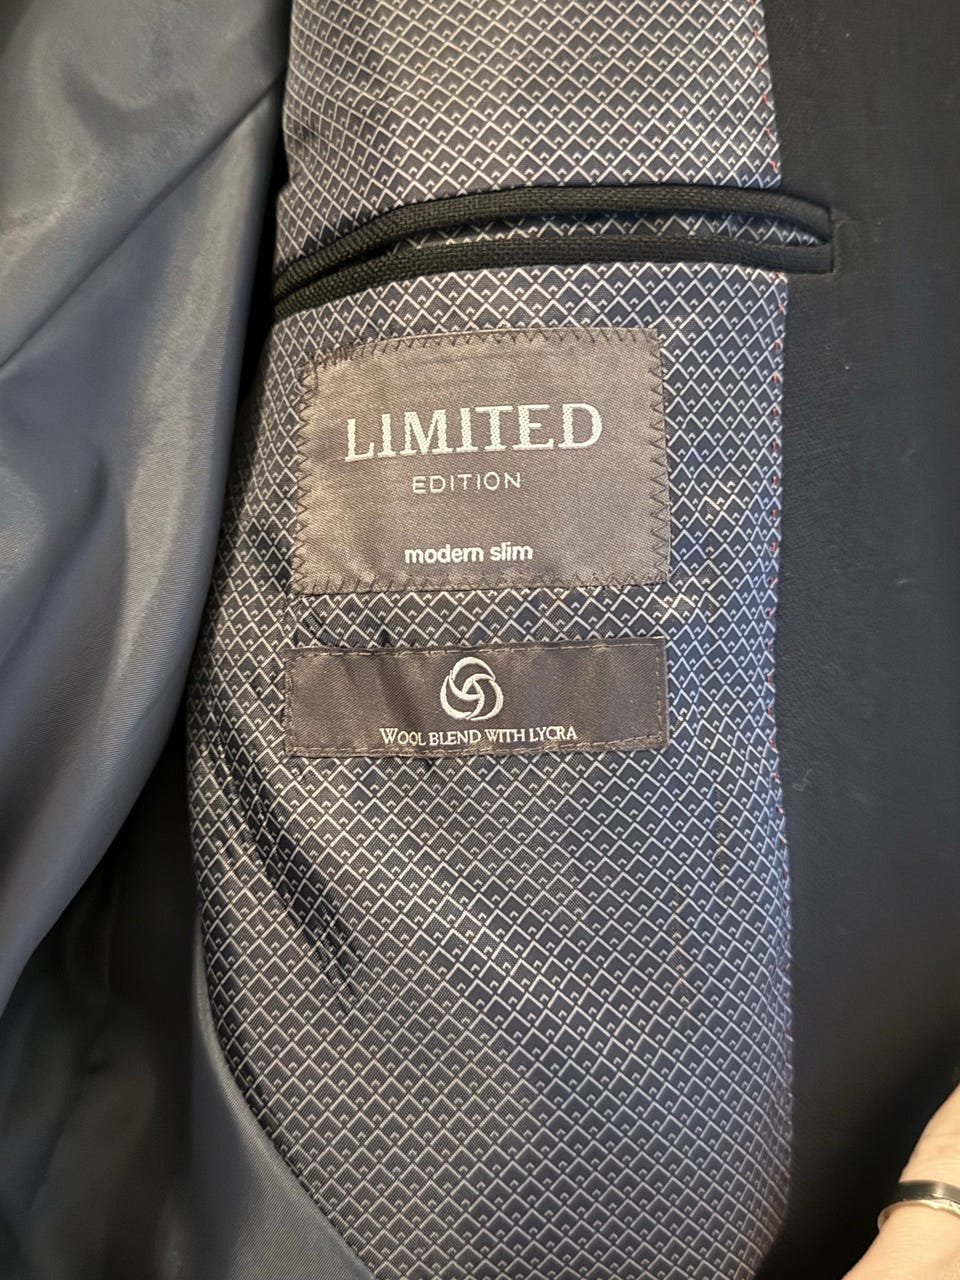 LIMITED
EDITION
modern slim
WOOL BLEND WITH LYCRA